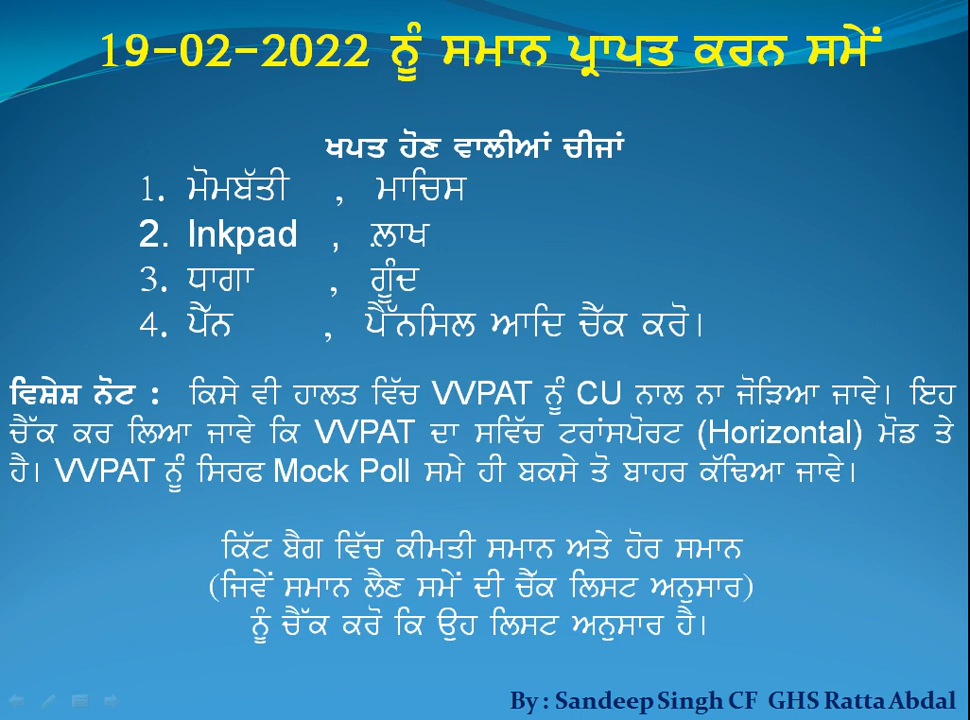 19-02-2022 ਨੂੰ ਸਮਾਨ ਪ੍ਰਾਪਤ ਕਰਨ ਸਮੇਂ
ਖਪਤ ਹੋਣ ਵਾਲੀਆਂ ਚੀਜਾਂ
1. ਮੋਮਬੱਤੀ , ਮਾਚਿਸ
2. Inkpad , ਲਾਖ਼
3. ਧਾਗਾ , ਗੂੰਦ
4. ਪੈੱਨ , ਪੈੱਨਸਿਲ ਆਦਿ ਚੈੱਕ ਕਰੋ।
ਵਿਸ਼ੇਸ਼ ਨੋਟ : ਕਿਸੇ ਵੀ ਹਾਲਤ ਵਿੱਚ VVPAT ਨੂੰ CU ਨਾਲ ਨਾ ਜੋੜਿਆ ਜਾਵੇ। ਇਹ
ਚੈੱਕ ਕਰ ਲਿਆ ਜਾਵੇ ਕਿ VVPAT ਦਾ ਸਵਿੱਚ ਟਰਾਂਸਪੋਰਟ (Horizontal) ਮੋਡ ਤੇ
ਹੈ। VVPAT ਨੂੰ ਸਿਰਫ Mock Poll ਸਮੇ ਹੀ ਬਕਸੇ ਤੋ ਬਾਹਰ ਕੱਢਿਆ ਜਾਵੇ।
ਕਿੱਟ ਬੈਗ ਵਿੱਚ ਕੀਮਤੀ ਸਮਾਨ ਅਤੇ ਹੋਰ ਸਮਾਨ
(ਜਿਵੇਂ ਸਮਾਨ ਲੈਣ ਸਮੇਂ ਦੀ ਚੈੱਕ ਲਿਸਟ ਅਨੁਸਾਰ)
ਨੂੰ ਚੈੱਕ ਕਰੋ ਕਿ ਉਹ ਲਿਸਟ ਅਨੁਸਾਰ ਹੈ।
By : Sandeep Singh CF GHS Ratta Abdal